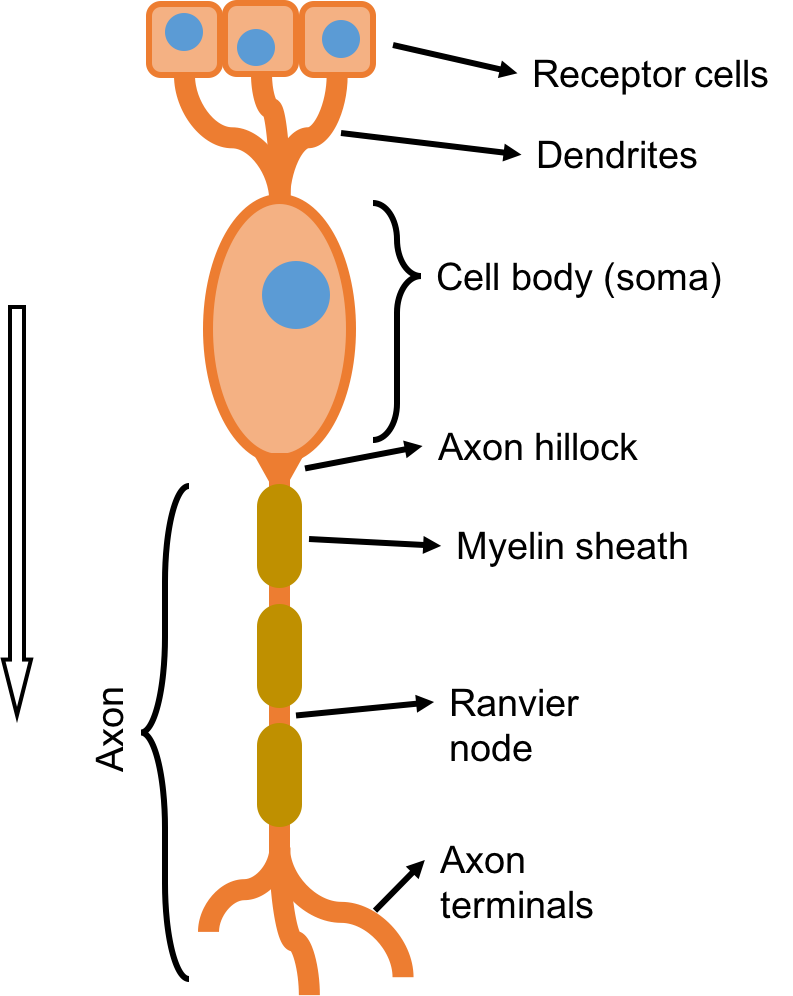 Receptor cells
Dendrites
Cell body (soma)
Axon hillock
Myelin sheath
Axon
Ranvier
node
Axon
terminals